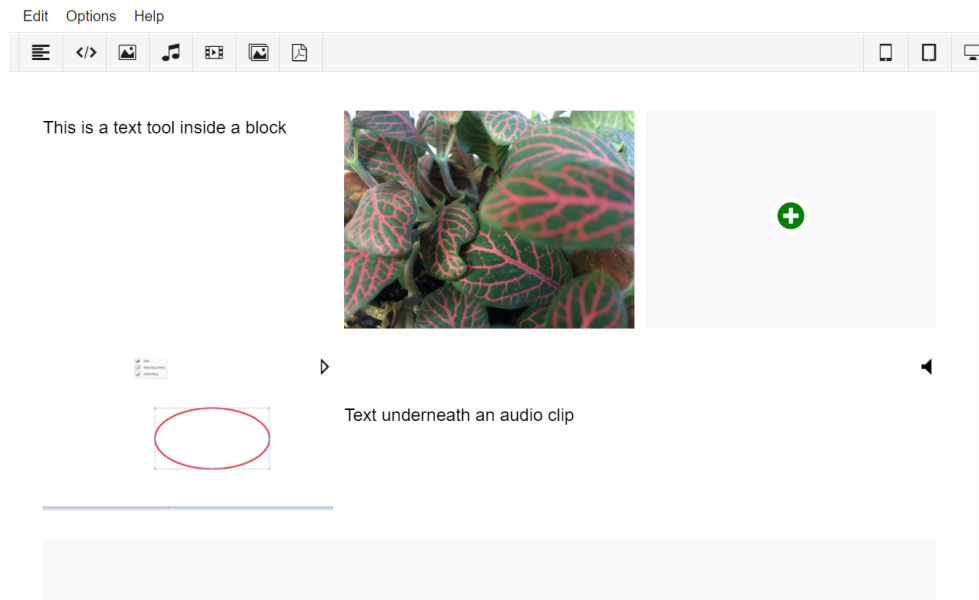 Edit Options Help
This is a text tool inside a block
Text underneath an audio clip